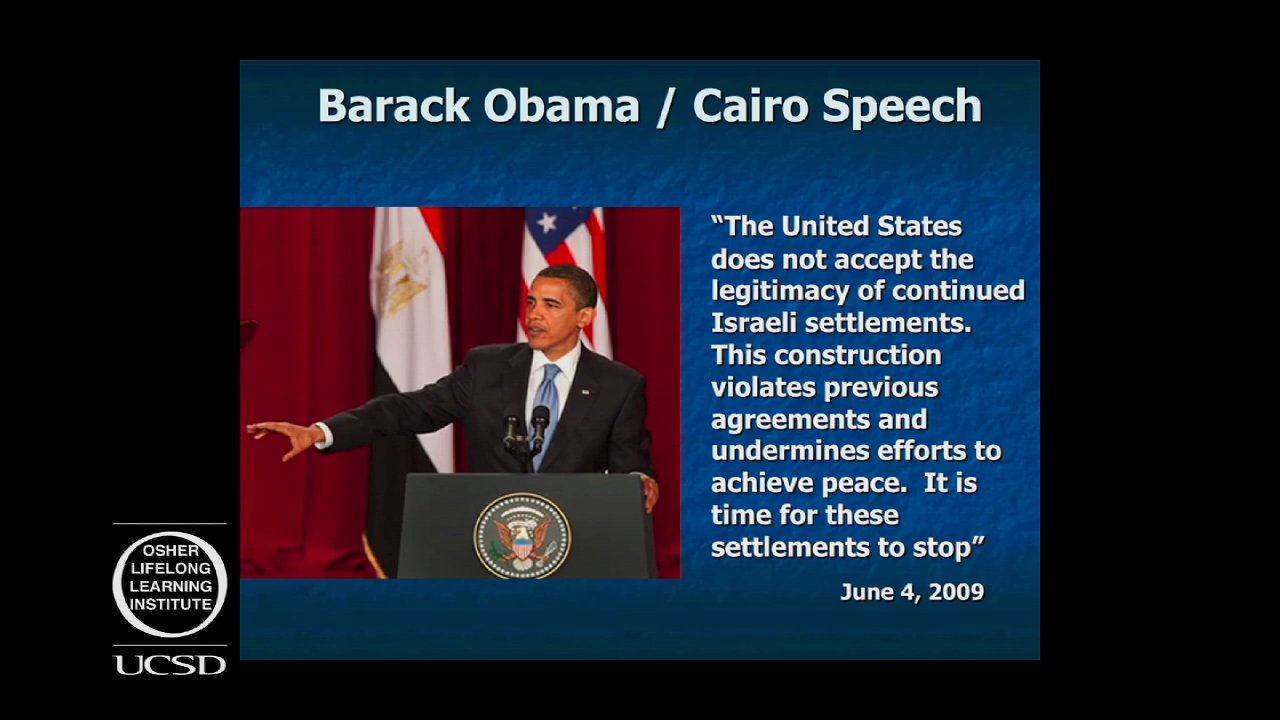 Barack Obama / Cairo Speech
“The United States
does not accept the
legitimacy of continued
Israeli settlements.
This construction
violates previous
agreements and
undermines efforts to
achieve peace.  It is
time for these
settlements to stop”
June 4, 2009
OSHER
LIFELONG
LEARNING
INSTITUTE
UCSD